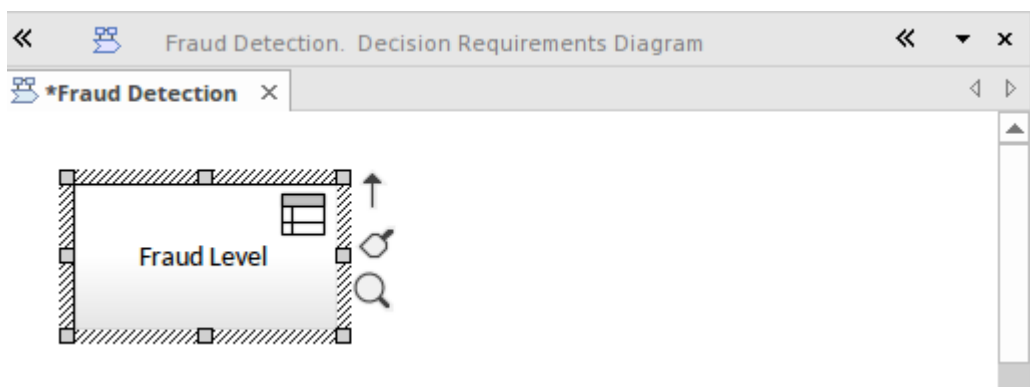 Fraud Detection. Decision Requirements Diagram
*Fraud Detection
Fraud Level